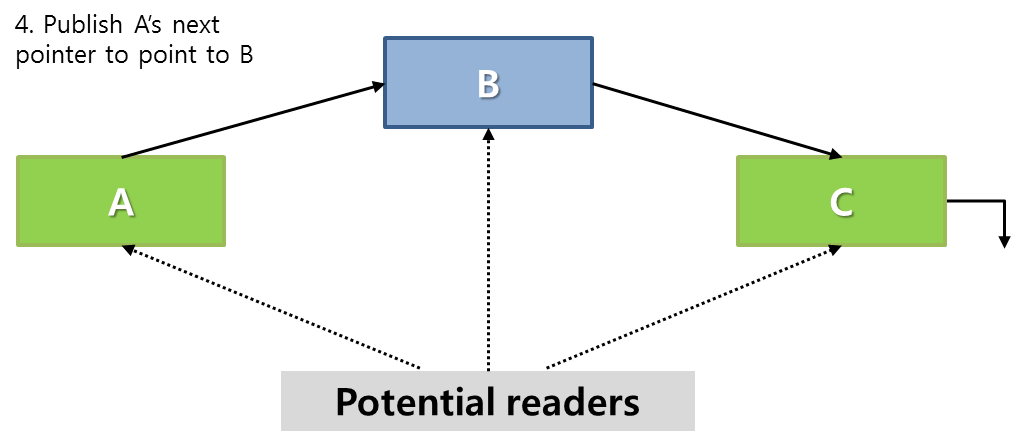 4. Publish A's next
pointer to point to B
B
A
C
Potential readers